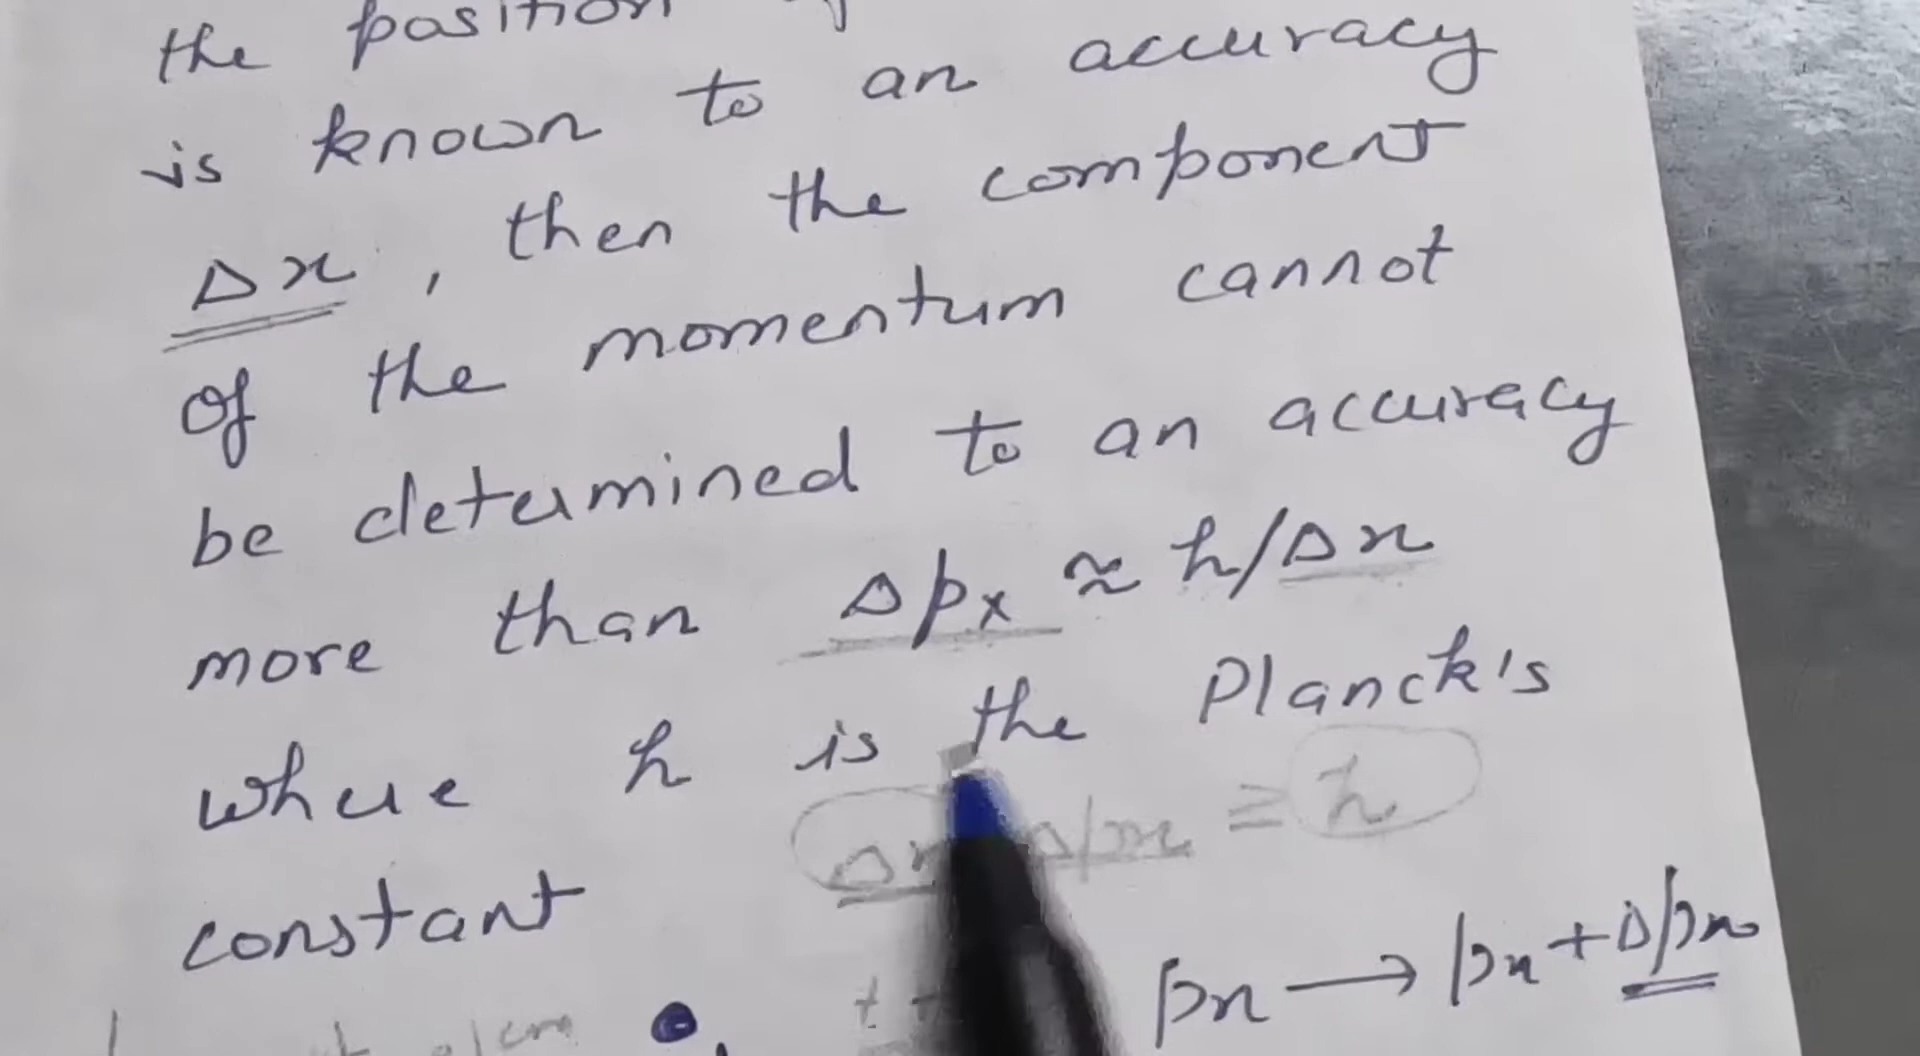 the position
is known to an accuracy
Δx, then the component
of the momentum cannot
be determined to an accuracy
more than Δpx ≈ h/Δx
where h is the Planck's
constant
≥ h
px → px + Δpx